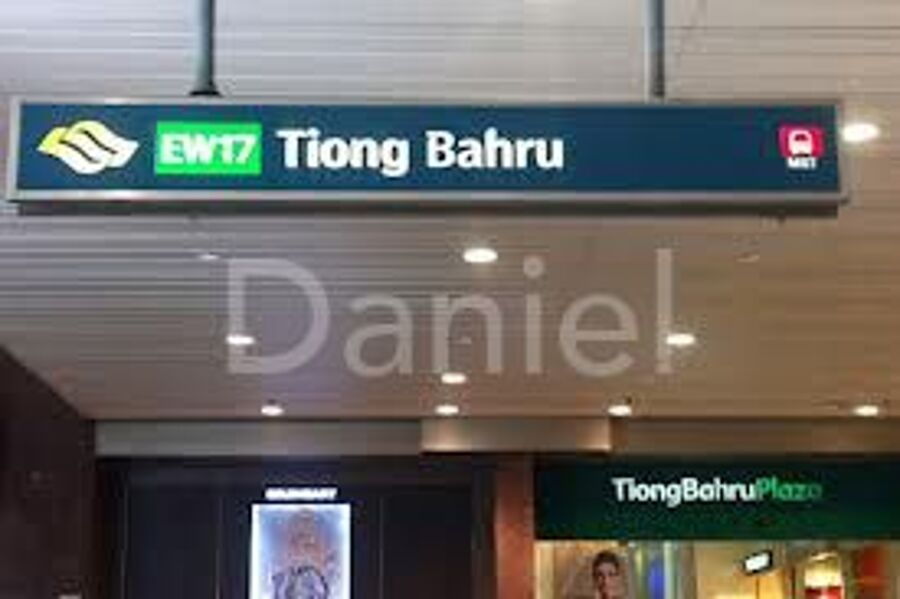 EW17 Tiong Bahru
MRT
Daniel
TiongBahruPlaza